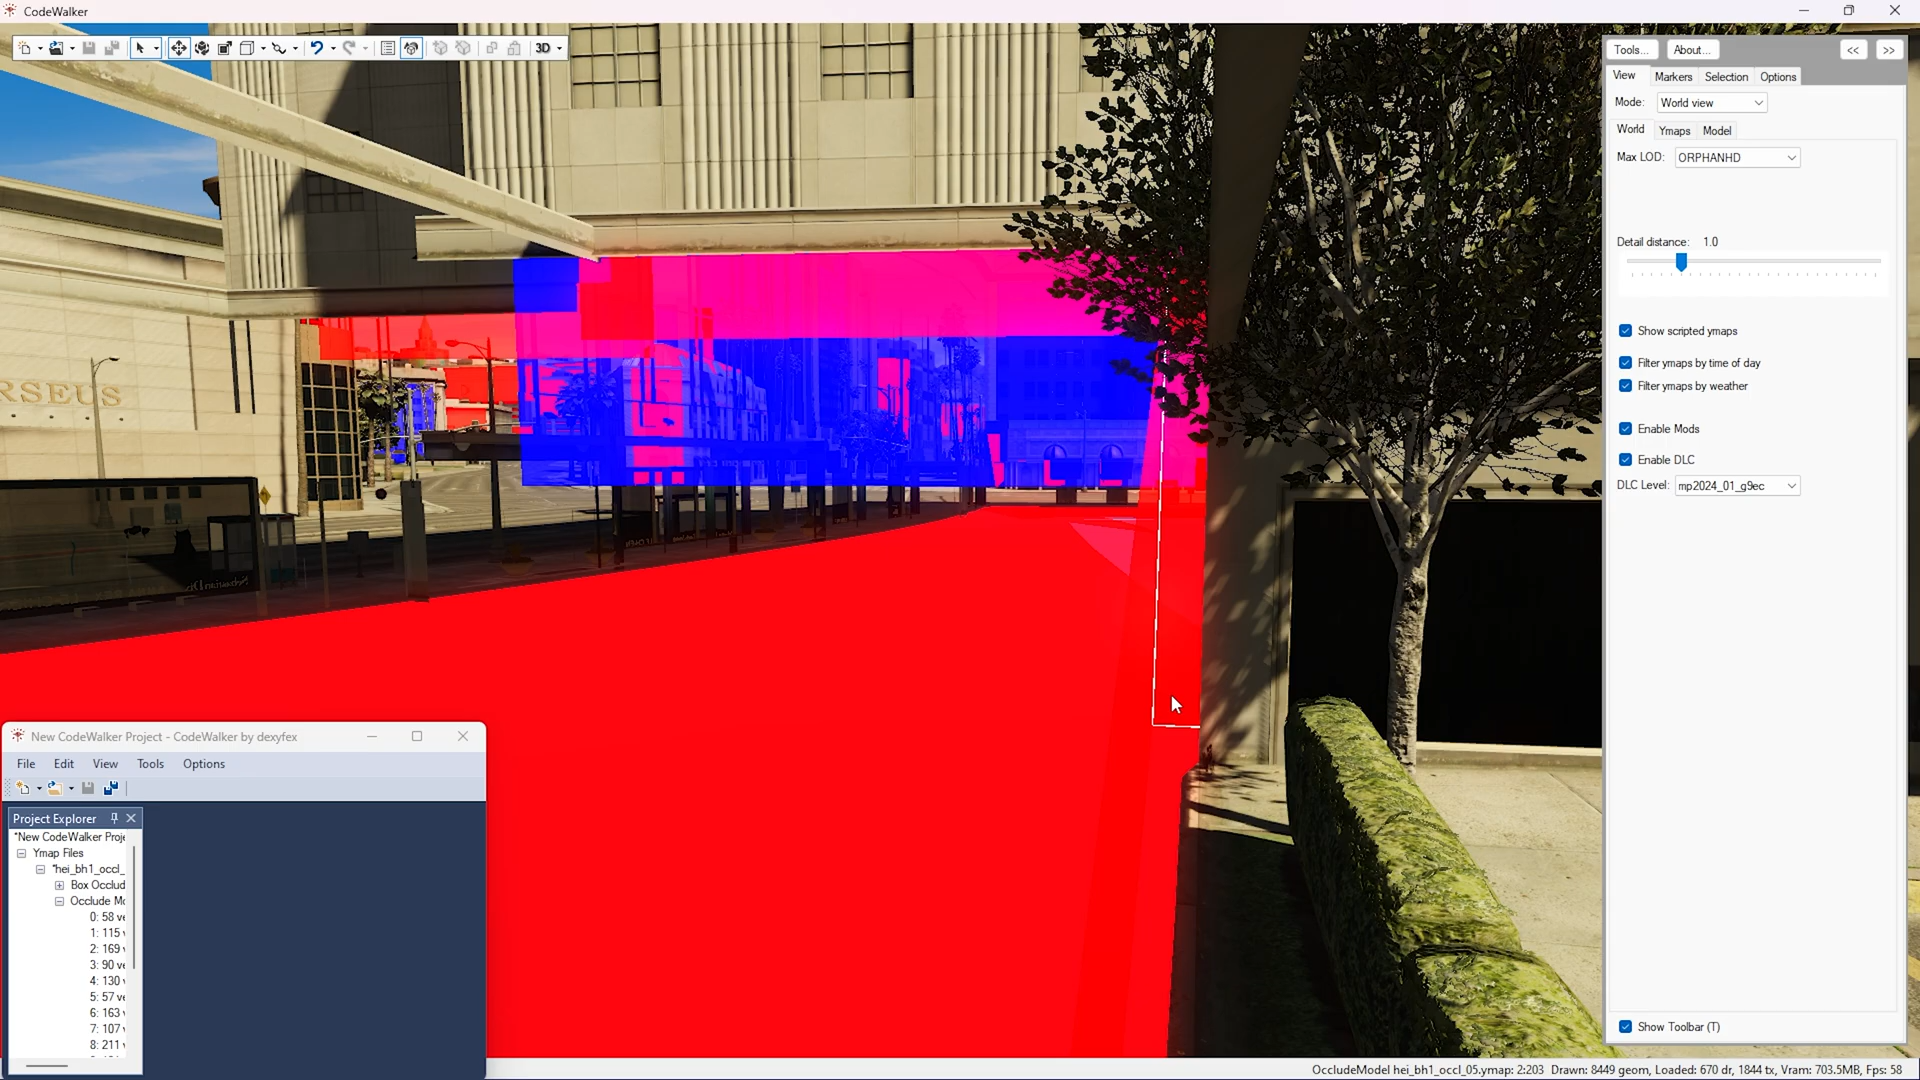 CodeWalker
3D
Tools...
About...
<<
>>
View
Markers
Selection
Options
Mode:
World view
World
Ymaps
Model
Max LOD:
ORPHANHD
Detail distance:
1.0
Show scripted ymaps
Filter ymaps by time of day
Filter ymaps by weather
Enable Mods
Enable DLC
DLC Level:
mp2024_01_g9ec
RSEUS
New CodeWalker Project - CodeWalker by dexyfex
File
Edit
View
Tools
Options
Project Explorer
*New CodeWalker Proje
Ymap Files
*hei_bh1_occl_
Box Occlud
Occlude Mo
0: 58 ve
1: 115
2: 169
3: 90 ve
4: 130
5: 57 ve
6: 163
7: 107
8: 211
Show Toolbar (T)
OccludeModel hei_bh1_occl_05.ymap: 2:203 Drawn: 8449 geom, Loaded: 670 dr, 1844 tx, Vram: 703.5MB, Fps: 58